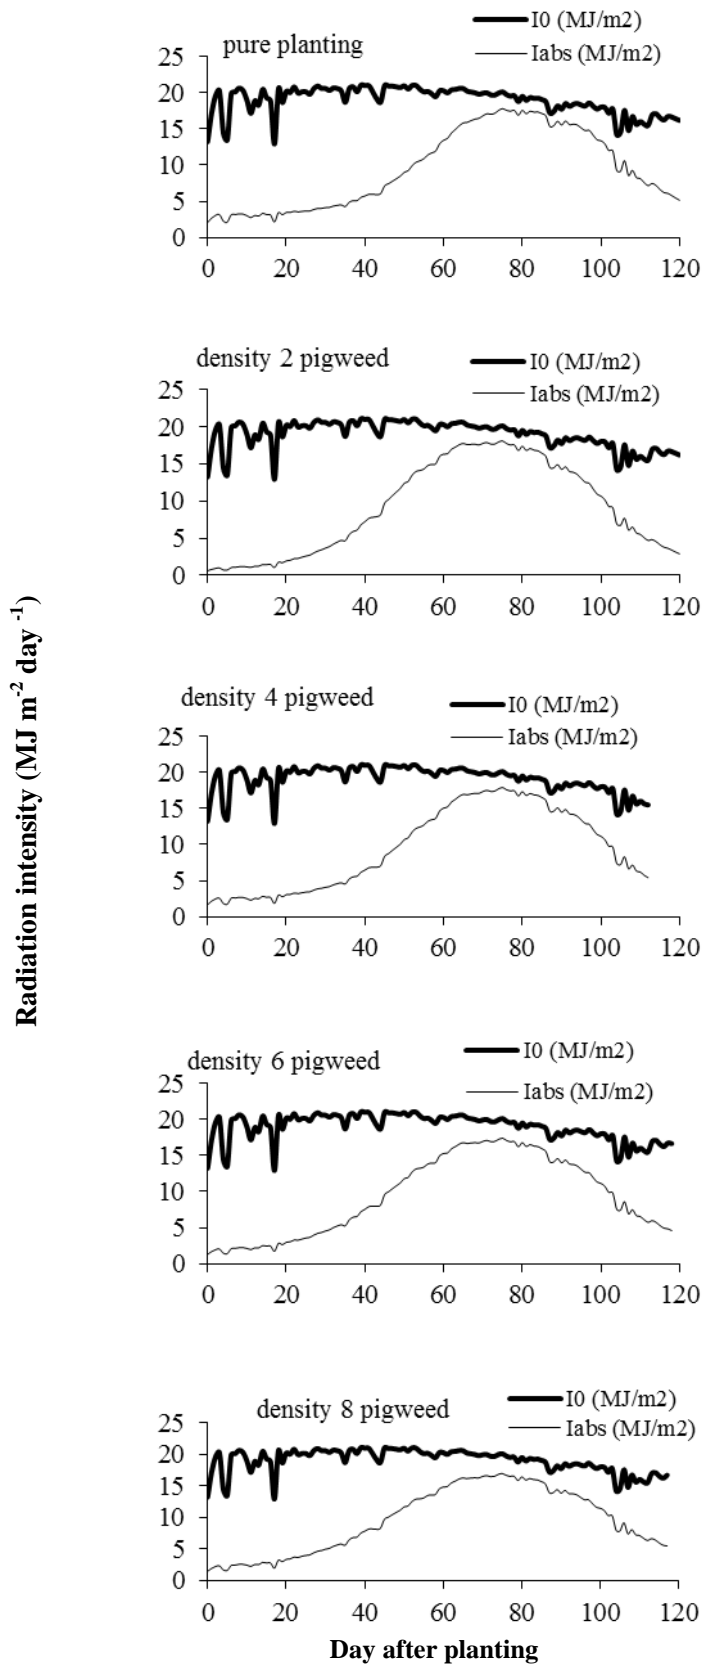 I0 (MJ/m2)
pure planting
Iabs (MJ/m2)
25
20
15
10
5
0
0 20 40 60 80 100 120
density 2 pigweed
I0 (MJ/m2)
Iabs (MJ/m2)
25
20
15
10
5
0
0 20 40 60 80 100 120
density 4 pigweed
I0 (MJ/m2)
Iabs (MJ/m2)
25
20
15
10
5
0
0 20 40 60 80 100 120
density 6 pigweed
I0 (MJ/m2)
Iabs (MJ/m2)
25
20
15
10
5
0
0 20 40 60 80 100 120
density 8 pigweed
I0 (MJ/m2)
Iabs (MJ/m2)
25
20
15
10
5
0
0 20 40 60 80 100 120
Day after planting
Radiation intensity (MJ m⁻² day ⁻¹)